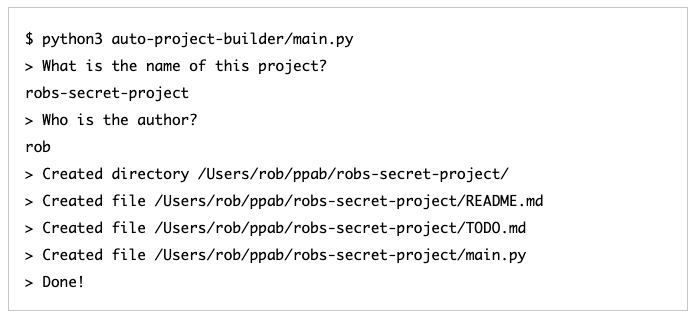 $ python3 auto-project-builder/main.py
> What is the name of this project?
robs-secret-project
> Who is the author?
rob
> Created directory /Users/rob/ppab/robs-secret-project/
> Created file /Users/rob/ppab/robs-secret-project/README.md
> Created file /Users/rob/ppab/robs-secret-project/TODO.md
> Created file /Users/rob/ppab/robs-secret-project/main.py
> Done!